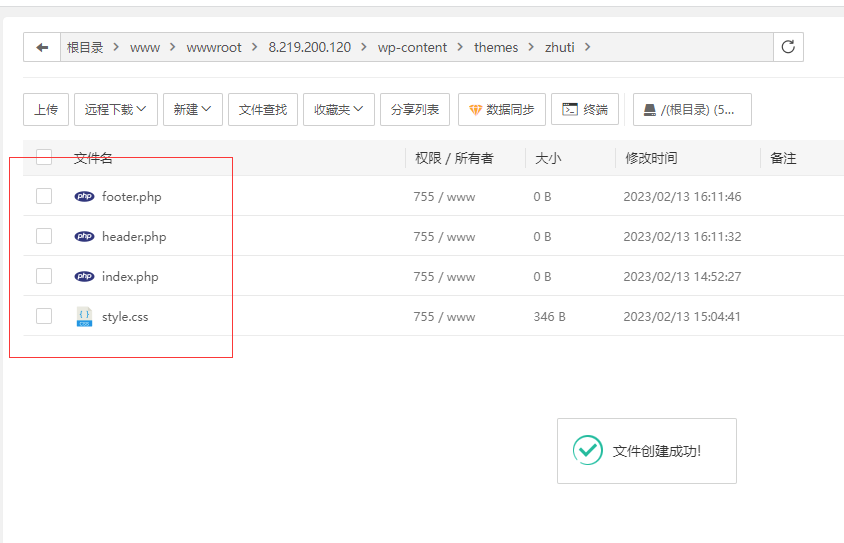 根目录 > www > wwwroot > 8.219.200.120 > wp-content > themes > zhuti >
上传 远程下载 新建 文件查找 收藏夹 分享列表 数据同步 终端 /(根目录) (5...
文件名 权限 / 所有者 大小 修改时间 备注
php footer.php 755 / www 0 B 2023/02/13 16:11:46
php header.php 755 / www 0 B 2023/02/13 16:11:32
php index.php 755 / www 0 B 2023/02/13 14:52:27
CSS style.css 755 / www 346 B 2023/02/13 15:04:41
文件创建成功!